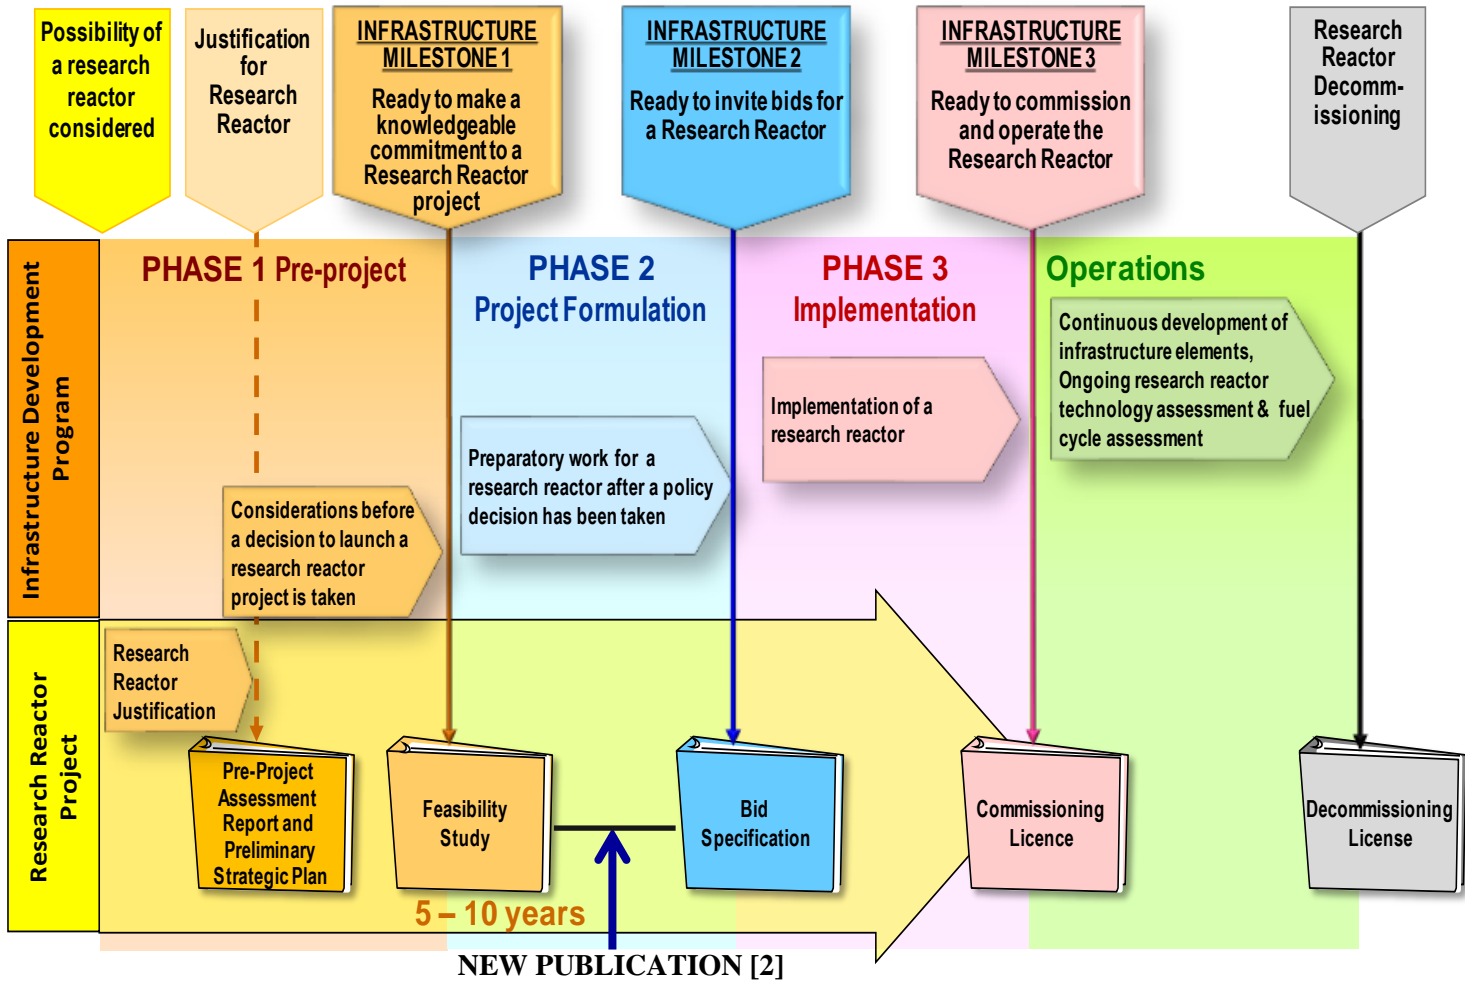 Possibility of
a research
reactor
considered
Justification
for
Research
Reactor
INFRASTRUCTURE
MILESTONE 1
Ready to make a
knowledgeable
commitment to a
Research Reactor
project
INFRASTRUCTURE
MILESTONE 2
Ready to invite bids for
a Research Reactor
INFRASTRUCTURE
MILESTONE 3
Ready to commission
and operate the
Research Reactor
Research
Reactor
Decomm-
issioning
Infrastructure Development
Program
PHASE 1 Pre-project
PHASE 2
Project Formulation
PHASE 3
Implementation
Operations
Considerations before
a decision to launch a
research reactor
project is taken
Preparatory work for a
research reactor after a policy
decision has been taken
Implementation of a
research reactor
Continuous development of
infrastructure elements,
Ongoing research reactor
technology assessment & fuel
cycle assessment
Research Reactor
Project
Research
Reactor
Justification
Pre-Project
Assessment
Report and
Preliminary
Strategic Plan
Feasibility
Study
Bid
Specification
Commissioning
Licence
Decommissioning
License
5 – 10 years
NEW PUBLICATION [2]